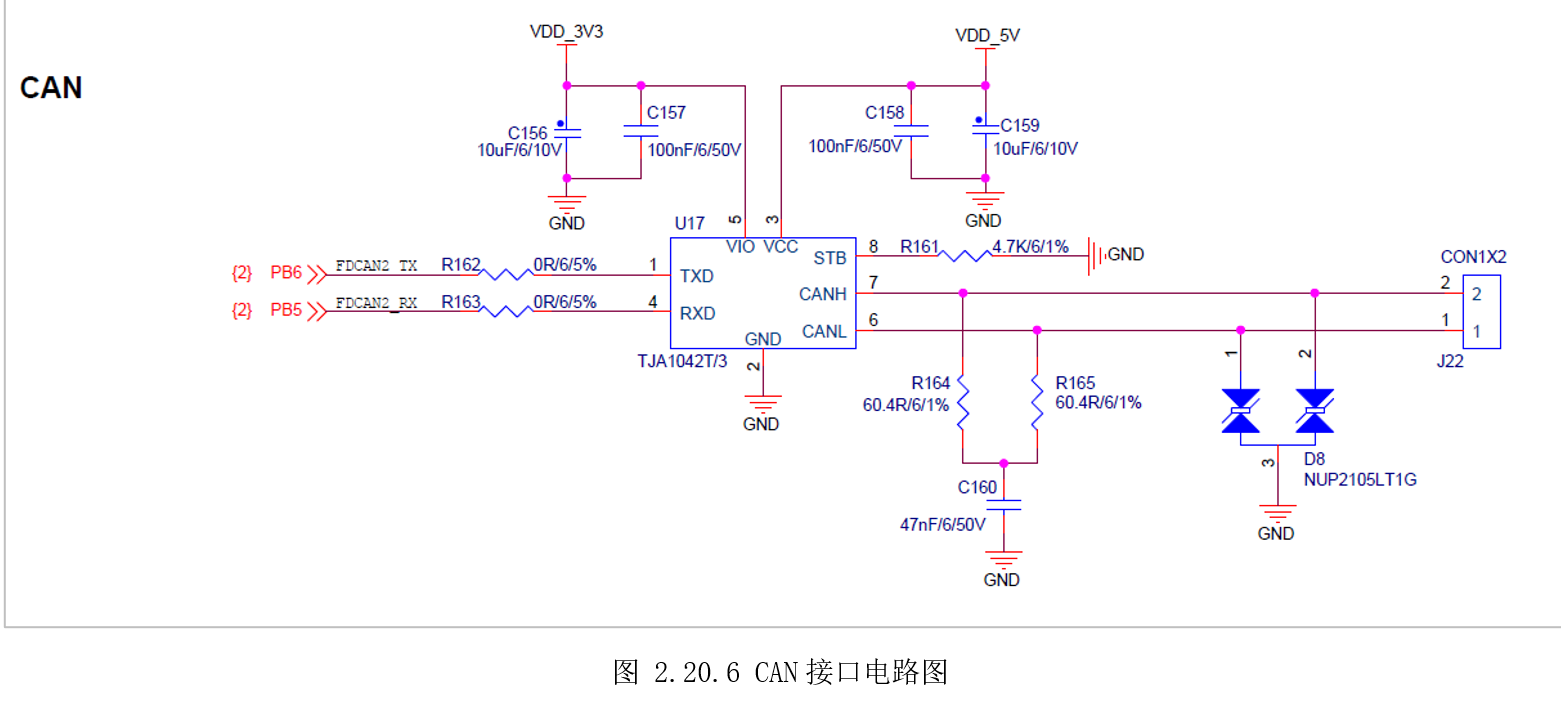 CAN
VDD_3V3
VDD_5V
C156
10uF/6/10V
C157
100nF/6/50V
C158
100nF/6/50V
C159
10uF/6/10V
GND
GND
U17
5
3
VIO VCC
STB
8
R161
4.7K/6/1%
GND
{2} PB6
FDCAN2_TX
R162
0R/6/5%
1
TXD
CANH
7
{2} PB5
FDCAN2_RX
R163
0R/6/5%
4
RXD
CANL
6
GND
TJA1042T/3
2
GND
CON1X2
2
2
1
1
J22
R164
60.4R/6/1%
R165
60.4R/6/1%
1
2
3
D8
NUP2105LT1G
GND
C160
47nF/6/50V
GND
图 2.20.6 CAN接口电路图